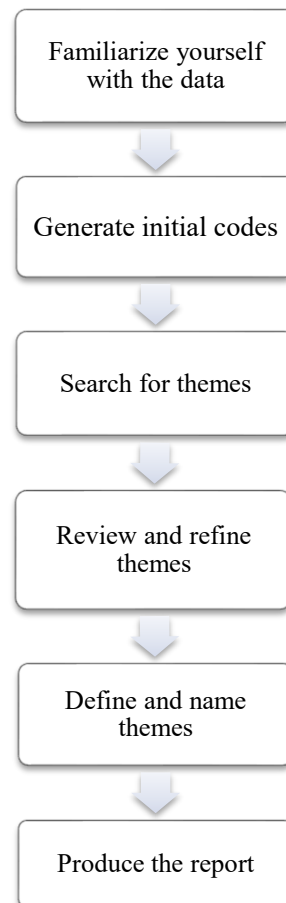 Familiarize yourself
with the data
Generate initial codes
Search for themes
Review and refine
themes
Define and name
themes
Produce the report